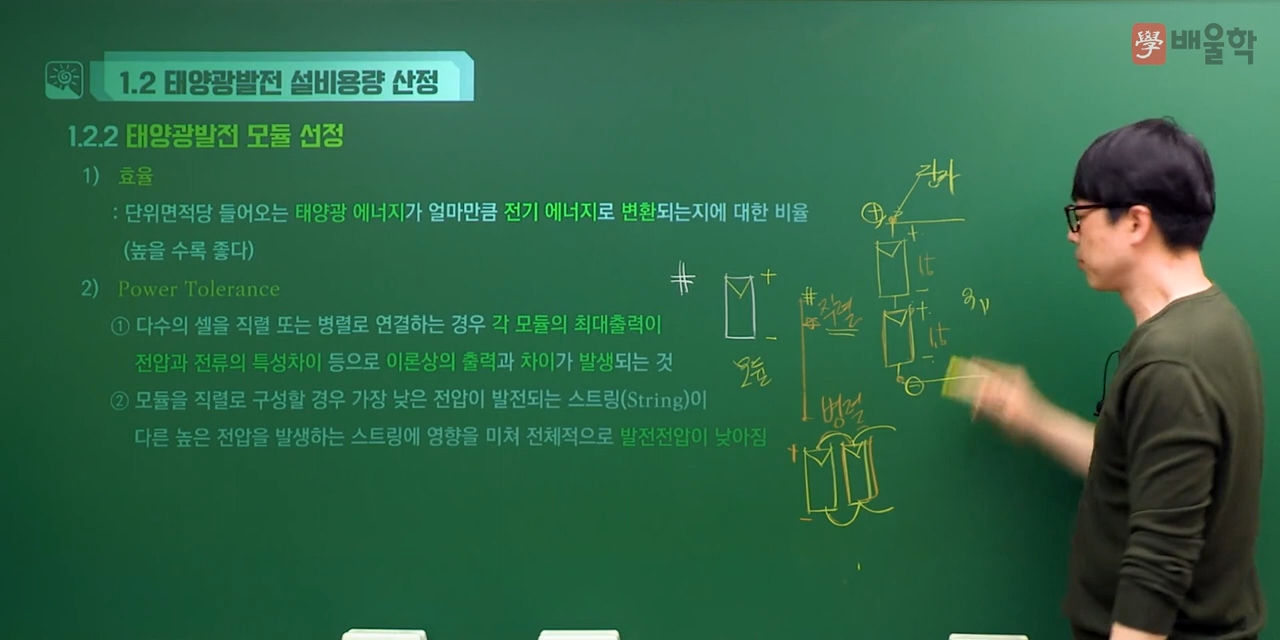 學 배울학
1.2 태양광발전 설비용량 산정
1.2.2 태양광발전 모듈 선정
1) 효율
: 단위면적당 들어오는 태양광 에너지가 얼마만큼 전기 에너지로 변환되는지에 대한 비율
(높을 수록 좋다)
2) Power Tolerance
① 다수의 셀을 직렬 또는 병렬로 연결하는 경우 각 모듈의 최대출력이
전압과 전류의 특성차이 등으로 이론상의 출력과 차이가 발생되는 것
② 모듈을 직렬로 구성할 경우 가장 낮은 전압이 발전되는 스트링(String)이
다른 높은 전압을 발생하는 스트링에 영향을 미쳐 전체적으로 발전전압이 낮아짐
# + -
모듈
# 직렬
병렬
+ -
단자
⊕
+ 1.5 -
+ 1.5 -
⊖